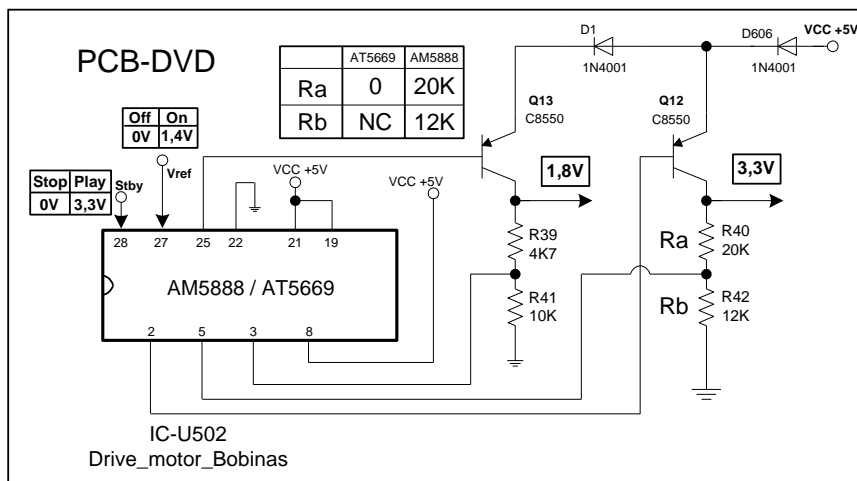 PCB-DVD
AT5669 AM5888
Ra 0 20K
Rb NC 12K
D1
1N4001
D606
1N4001
VCC +5V
Q13
C8550
Q12
C8550
Off On
0V 1,4V
Vref
Stop Play
0V 3,3V
Stby
VCC +5V
VCC +5V
1,8V
3,3V
28 27 25 22 21 19
AM5888 / AT5669
2 5 3 8
R39
4K7
R41
10K
Ra
R40
20K
Rb
R42
12K
IC-U502
Drive_motor_Bobinas